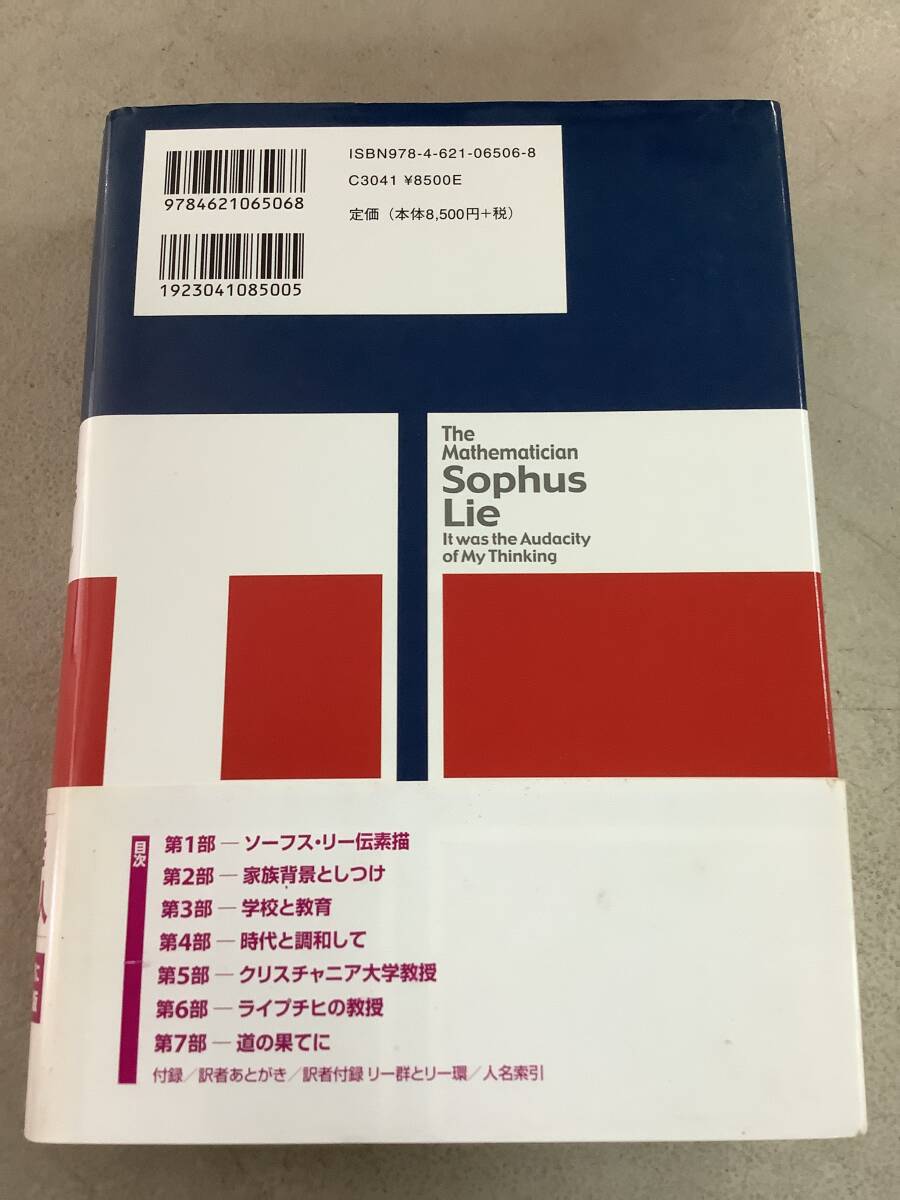 ISBN978-4-621-06506-8
C3041 ¥8500E
定価（本体8,500円+税）
9784621065068
1923041085005
The
Mathematician
Sophus
Lie
It was the Audacity
of My Thinking
目次
第1部─ソーフス・リー伝素描
第2部─家族背景としつけ
第3部─学校と教育
第4部─時代と調和して
第5部─クリスチャニア大学教授
第6部─ライプチヒの教授
第7部─道の果てに
付録／訳者あとがき／訳者付録 リー群とリー環／人名索引
人